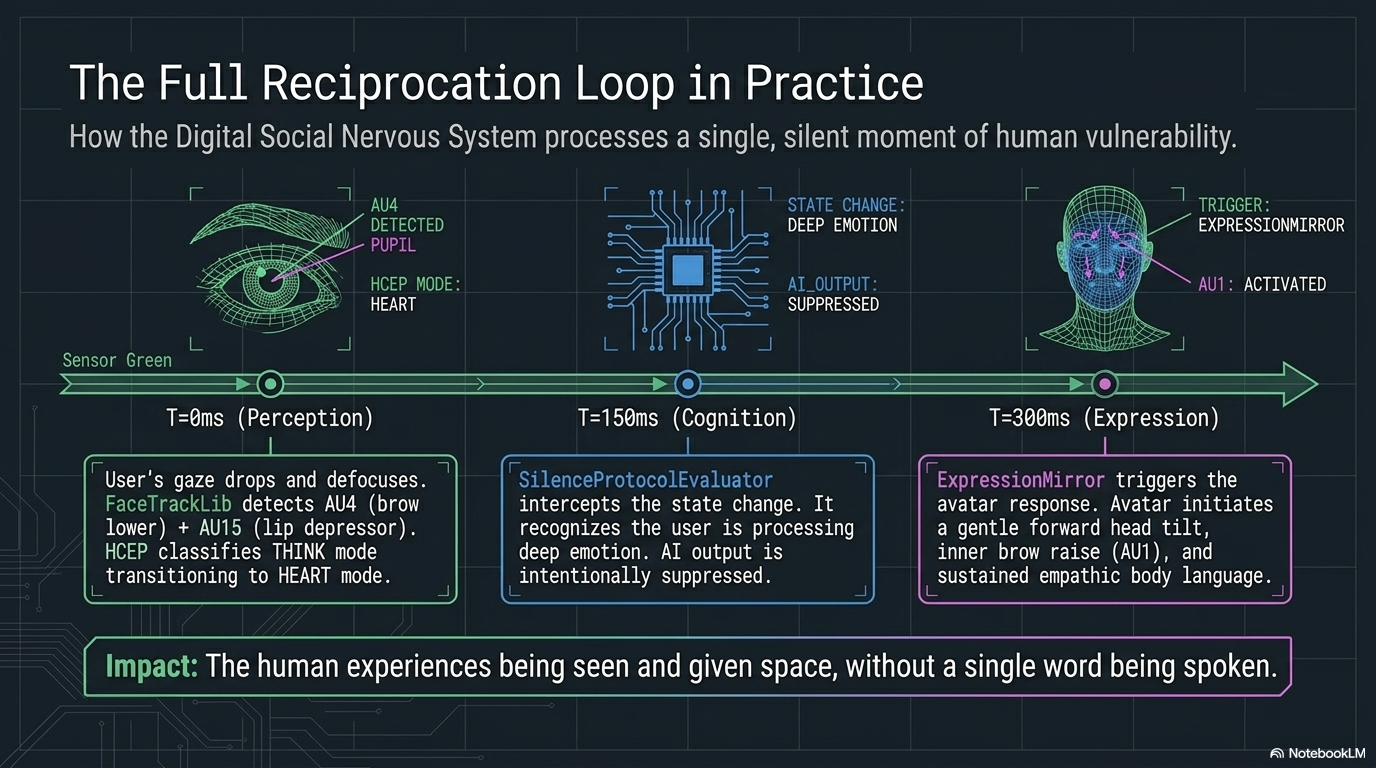 The Full Reciprocation Loop in Practice
How the Digital Social Nervous System processes a single, silent moment of human vulnerability.
AU4
DETECTED
PUPIL
HCEP MODE:
HEART
STATE CHANGE:
DEEP EMOTION
AI_OUTPUT:
SUPPRESSED
TRIGGER:
EXPRESSIONMIRROR
AU1: ACTIVATED
Sensor Green
T=0ms (Perception)
T=150ms (Cognition)
T=300ms (Expression)
User's gaze drops and defocuses.
FaceTrackLib detects AU4 (brow
lower) + AU15 (lip depressor).
HCEP classifies THINK mode
transitioning to HEART mode.
SilenceProtocolEvaluator
intercepts the state change. It
recognizes the user is processing
deep emotion. AI output is
intentionally suppressed.
ExpressionMirror triggers the
avatar response. Avatar initiates
a gentle forward head tilt,
inner brow raise (AU1), and
sustained empathic body language.
Impact: The human experiences being seen and given space, without a single word being spoken.
NotebookLM